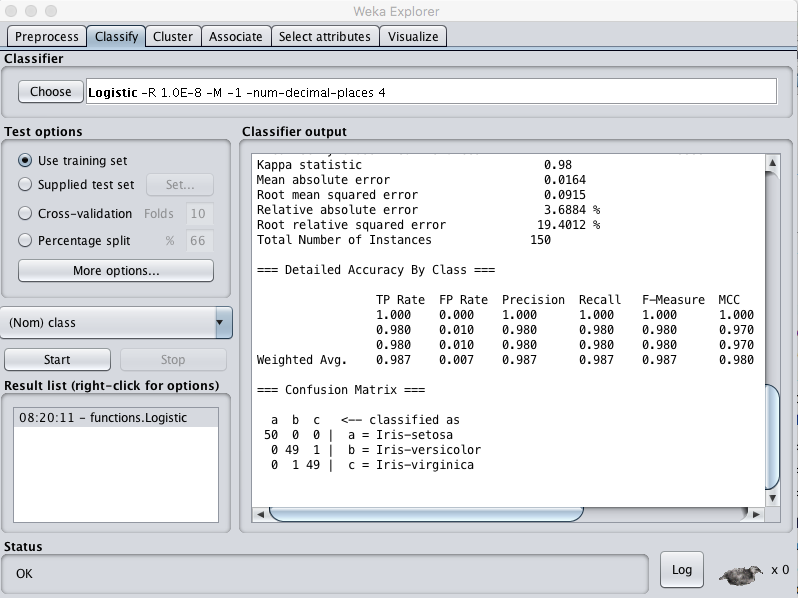 Weka Explorer
Preprocess Classify Cluster Associate Select attributes Visualize
Classifier
Choose Logistic -R 1.0E-8 -M -1 -num-decimal-places 4
Test options
Use training set
Supplied test set Set...
Cross-validation Folds 10
Percentage split % 66
More options...
(Nom) class
Start Stop
Result list (right-click for options)
08:20:11 - functions.Logistic
Classifier output
Kappa statistic 0.98
Mean absolute error 0.0164
Root mean squared error 0.0915
Relative absolute error 3.6884 %
Root relative squared error 19.4012 %
Total Number of Instances 150
=== Detailed Accuracy By Class ===
TP Rate FP Rate Precision Recall F-Measure MCC
1.000 0.000 1.000 1.000 1.000 1.000
0.980 0.010 0.980 0.980 0.980 0.970
0.980 0.010 0.980 0.980 0.980 0.970
Weighted Avg. 0.987 0.007 0.987 0.987 0.987 0.980
=== Confusion Matrix ===
a b c <-- classified as
50 0 0 | a = Iris-setosa
0 49 1 | b = Iris-versicolor
0 1 49 | c = Iris-virginica
Status
OK
Log x 0